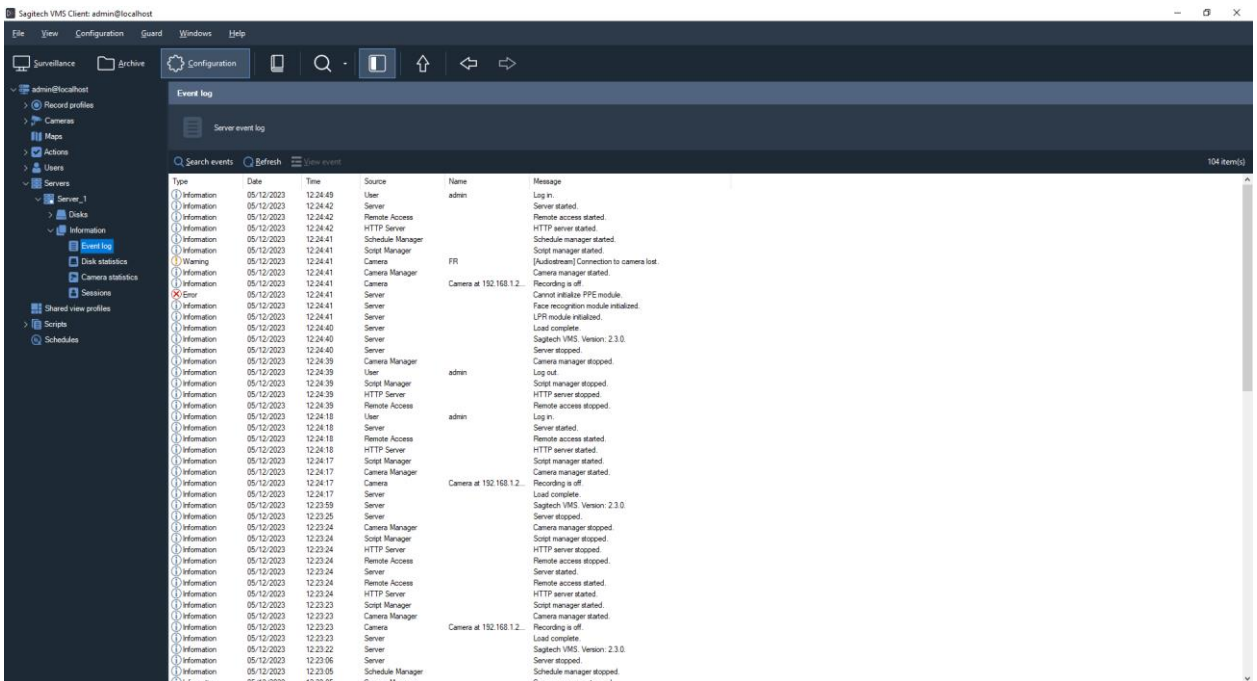 Sagitech VMS Client: admin@localhost
File View Configuration Guard Windows Help
Surveillance Archive Configuration
admin@localhost
Record profiles
Cameras
Maps
Actions
Users
Servers
Server_1
Disks
Information
Event log
Disk statistics
Camera statistics
Sessions
Shared view profiles
Scripts
Schedules
Event log
Server event log
Search events Refresh View event 104 item(s)
Type Date Time Source Name Message
Information 05/12/2023 12:24:49 User admin Log in.
Information 05/12/2023 12:24:42 Server Server started.
Information 05/12/2023 12:24:42 Remote Access Remote access started.
Information 05/12/2023 12:24:42 HTTP Server HTTP server started.
Information 05/12/2023 12:24:41 Schedule Manager Schedule manager started.
Information 05/12/2023 12:24:41 Script Manager Script manager started.
Warning 05/12/2023 12:24:41 Camera FR [Audiostream] Connection to camera lost.
Information 05/12/2023 12:24:41 Camera Manager Camera manager started.
Information 05/12/2023 12:24:41 Camera Camera at 192.168.1.2... Recording is off.
Error 05/12/2023 12:24:41 Server Cannot initialize PPE module.
Information 05/12/2023 12:24:41 Server Face recognition module initialized.
Information 05/12/2023 12:24:41 Server LPR module initialized.
Information 05/12/2023 12:24:40 Server Load complete.
Information 05/12/2023 12:24:40 Server Sagitech VMS. Version: 2.3.0.
Information 05/12/2023 12:24:40 Server Server stopped.
Information 05/12/2023 12:24:39 Camera Manager Camera manager stopped.
Information 05/12/2023 12:24:39 User admin Log out.
Information 05/12/2023 12:24:39 Script Manager Script manager stopped.
Information 05/12/2023 12:24:39 HTTP Server HTTP server stopped.
Information 05/12/2023 12:24:39 Remote Access Remote access stopped.
Information 05/12/2023 12:24:18 User admin Log in.
Information 05/12/2023 12:24:18 Server Server started.
Information 05/12/2023 12:24:18 Remote Access Remote access started.
Information 05/12/2023 12:24:18 HTTP Server HTTP server started.
Information 05/12/2023 12:24:17 Script Manager Script manager started.
Information 05/12/2023 12:24:17 Camera Manager Camera manager started.
Information 05/12/2023 12:24:17 Camera Camera at 192.168.1.2... Recording is off.
Information 05/12/2023 12:24:17 Server Load complete.
Information 05/12/2023 12:23:59 Server Sagitech VMS. Version: 2.3.0.
Information 05/12/2023 12:23:25 Server Server stopped.
Information 05/12/2023 12:23:24 Camera Manager Camera manager stopped.
Information 05/12/2023 12:23:24 Script Manager Script manager stopped.
Information 05/12/2023 12:23:24 HTTP Server HTTP server stopped.
Information 05/12/2023 12:23:24 Remote Access Remote access stopped.
Information 05/12/2023 12:23:24 Server Server started.
Information 05/12/2023 12:23:24 Remote Access Remote access started.
Information 05/12/2023 12:23:24 HTTP Server HTTP server started.
Information 05/12/2023 12:23:23 Script Manager Script manager started.
Information 05/12/2023 12:23:23 Camera Manager Camera manager started.
Information 05/12/2023 12:23:23 Camera Camera at 192.168.1.2... Recording is off.
Information 05/12/2023 12:23:23 Server Load complete.
Information 05/12/2023 12:23:22 Server Sagitech VMS. Version: 2.3.0.
Information 05/12/2023 12:23:06 Server Server stopped.
Information 05/12/2023 12:23:05 Schedule Manager Schedule manager stopped.